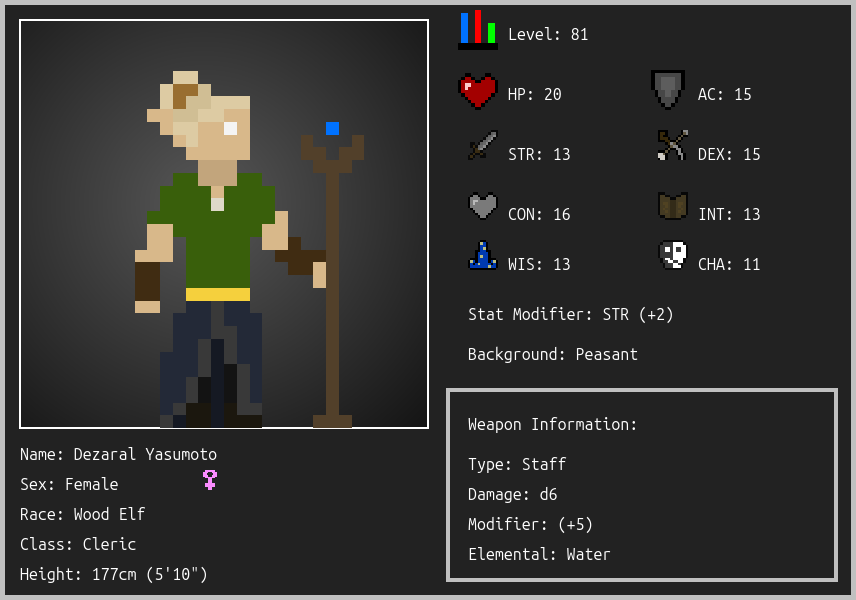 Level: 81
HP: 20
AC: 15
STR: 13
DEX: 15
CON: 16
INT: 13
WIS: 13
CHA: 11
Stat Modifier: STR (+2)
Background: Peasant
Weapon Information:
Type: Staff
Damage: d6
Modifier: (+5)
Elemental: Water
Name: Dezaral Yasumoto
Sex: Female
Race: Wood Elf
Class: Cleric
Height: 177cm (5'10")